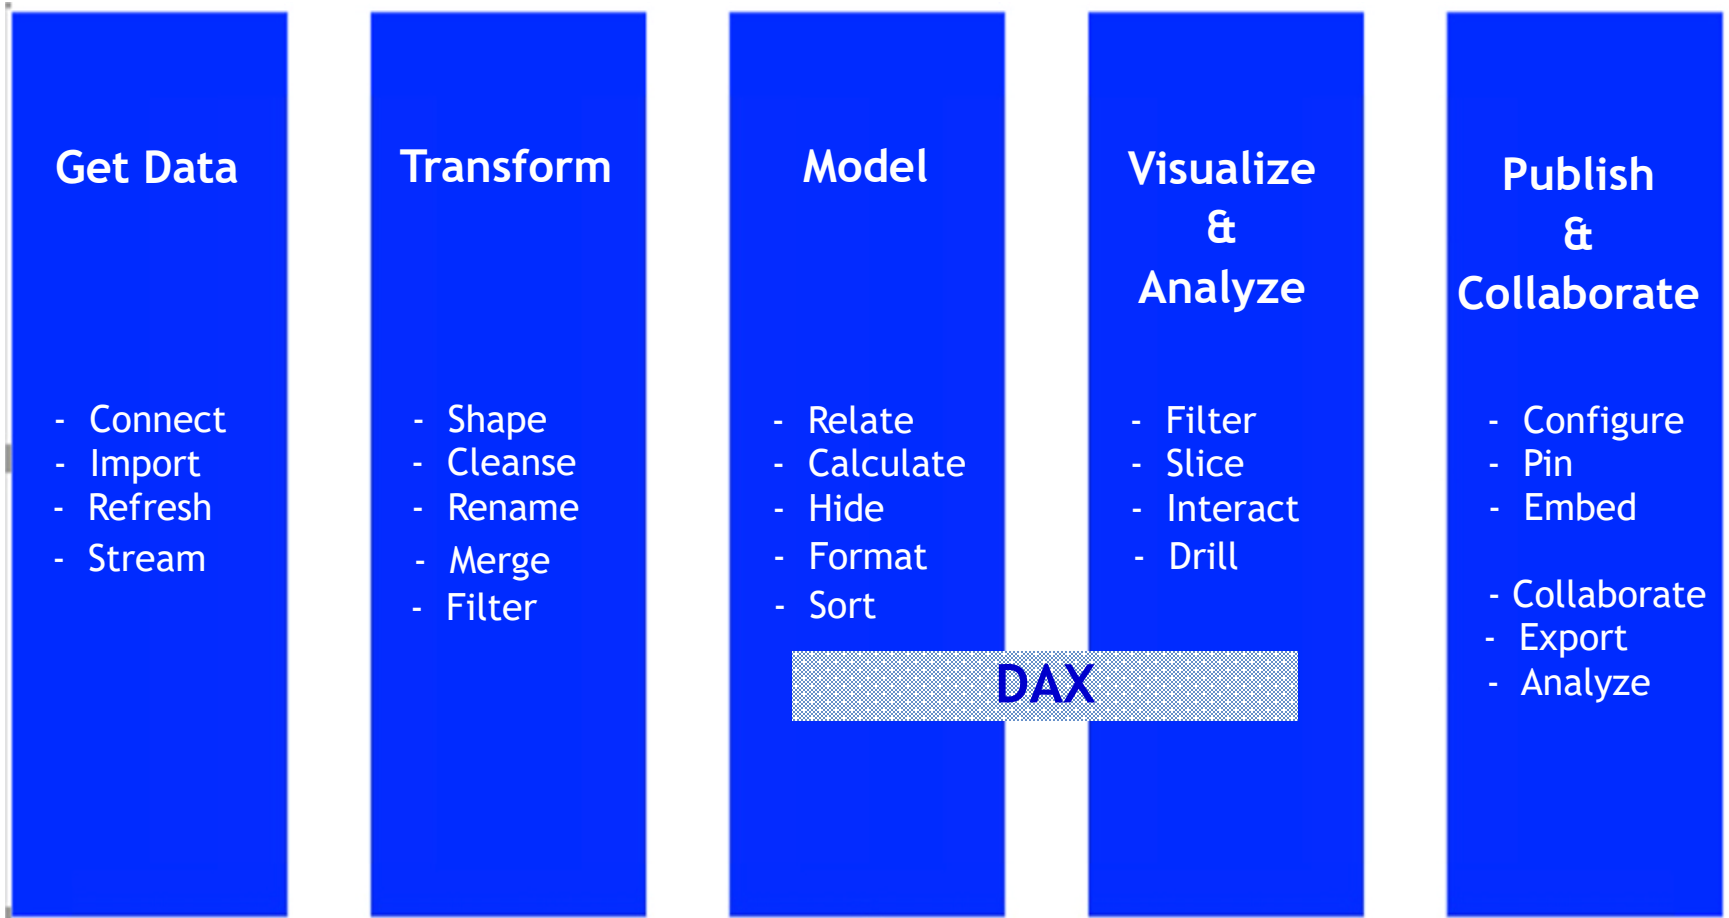 Get Data
- Connect
- Import
- Refresh
- Stream
Transform
- Shape
- Cleanse
- Rename
- Merge
- Filter
Model
- Relate
- Calculate
- Hide
- Format
- Sort
Visualize
&
Analyze
- Filter
- Slice
- Interact
- Drill
DAX
Publish
&
Collaborate
- Configure
- Pin
- Embed
- Collaborate
- Export
- Analyze